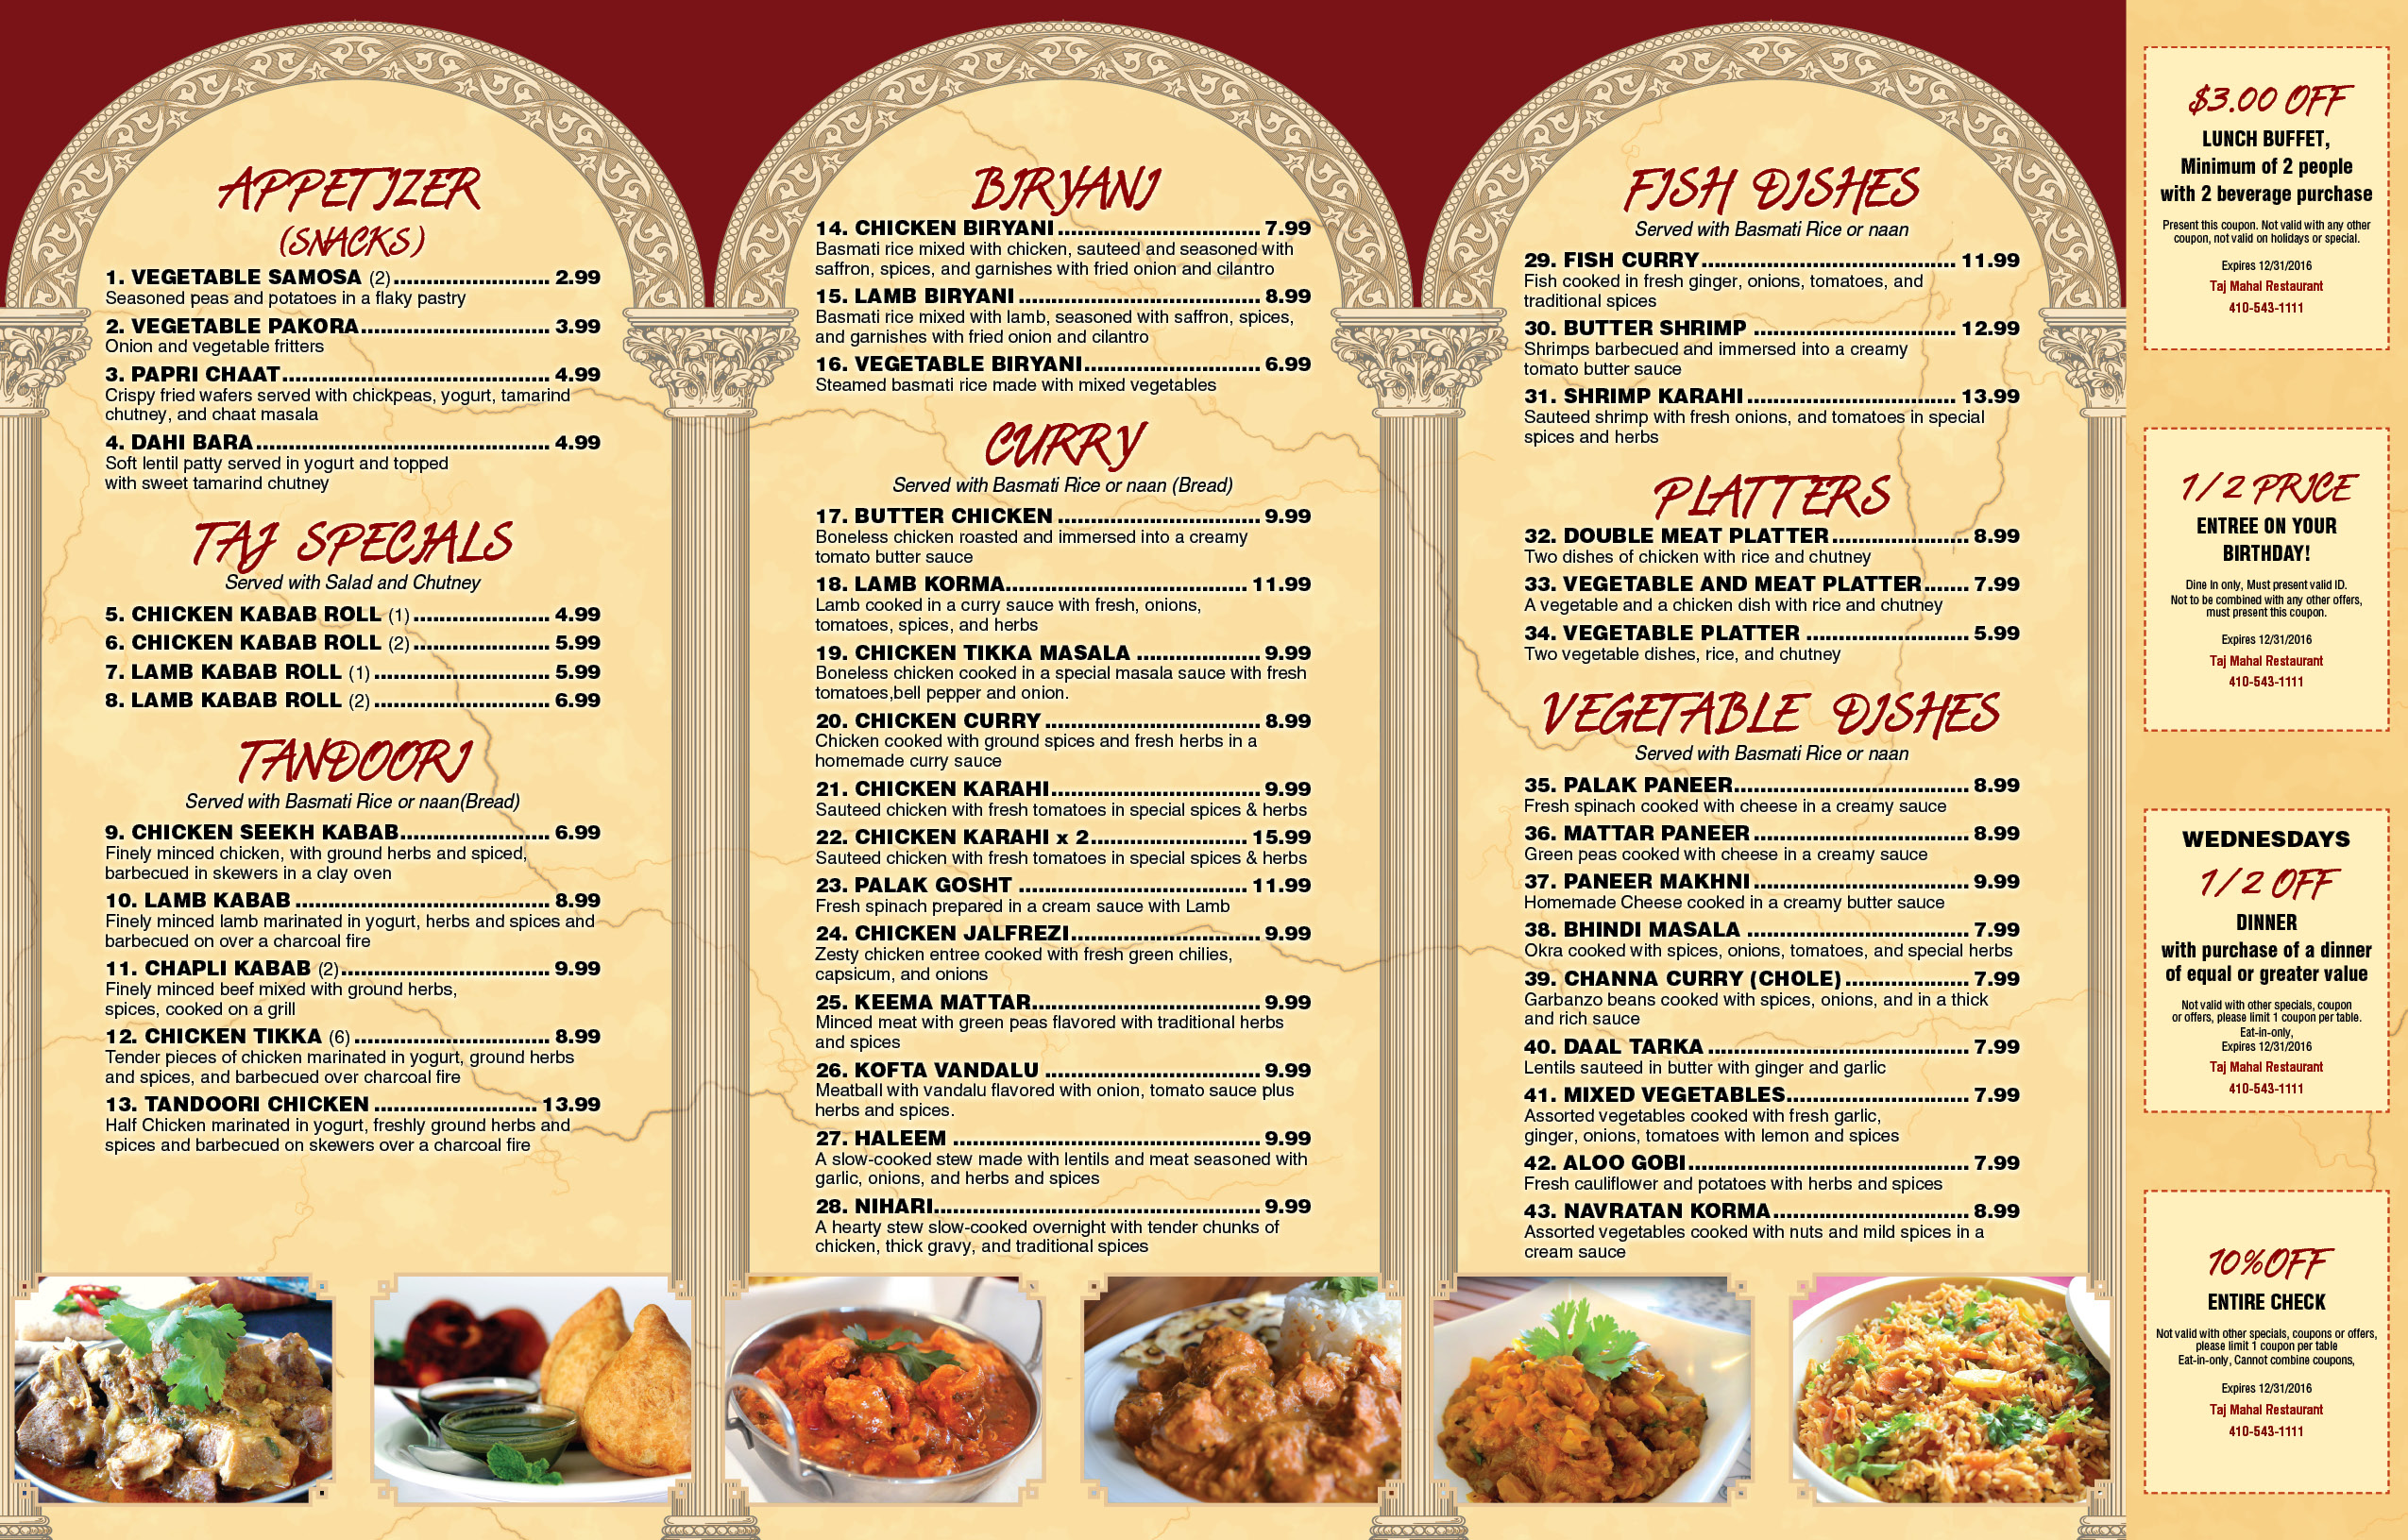 APPETIZER
(SNACKS)
1. VEGETABLE SAMOSA (2)........................ 2.99
Seasoned peas and potatoes in a flaky pastry
2. VEGETABLE PAKORA............................. 3.99
Onion and vegetable fritters
3. PAPRI CHAAT......................................... 4.99
Crispy fried wafers served with chickpeas, yogurt, tamarind
chutney, and chaat masala
4. DAHI BARA............................................. 4.99
Soft lentil patty served in yogurt and topped
with sweet tamarind chutney
TAJ SPECIALS
Served with Salad and Chutney
5. CHICKEN KABAB ROLL (1)..................... 4.99
6. CHICKEN KABAB ROLL (2)..................... 5.99
7. LAMB KABAB ROLL (1)........................... 5.99
8. LAMB KABAB ROLL (2)........................... 6.99
TANDOORI
Served with Basmati Rice or naan(Bread)
9. CHICKEN SEEKH KABAB....................... 6.99
Finely minced chicken, with ground herbs and spiced,
barbecued in skewers in a clay oven
10. LAMB KABAB ....................................... 8.99
Finely minced lamb marinated in yogurt, herbs and spices and
barbecued on over a charcoal fire
11. CHAPLI KABAB (2)................................ 9.99
Finely minced beef mixed with ground herbs,
spices, cooked on a grill
12. CHICKEN TIKKA (6).............................. 8.99
Tender pieces of chicken marinated in yogurt, ground herbs
and spices, and barbecued over charcoal fire
13. TANDOORI CHICKEN ......................... 13.99
Half Chicken marinated in yogurt, freshly ground herbs and
spices and barbecued on skewers over a charcoal fire
BIRYANI
14. CHICKEN BIRYANI ............................... 7.99
Basmati rice mixed with chicken, sauteed and seasoned with
saffron, spices, and garnishes with fried onion and cilantro
15. LAMB BIRYANI ..................................... 8.99
Basmati rice mixed with lamb, seasoned with saffron, spices,
and garnishes with fried onion and cilantro
16. VEGETABLE BIRYANI........................... 6.99
Steamed basmati rice made with mixed vegetables
CURRY
Served with Basmati Rice or naan (Bread)
17. BUTTER CHICKEN ............................... 9.99
Boneless chicken roasted and immersed into a creamy
tomato butter sauce
18. LAMB KORMA..................................... 11.99
Lamb cooked in a curry sauce with fresh, onions,
tomatoes, spices, and herbs
19. CHICKEN TIKKA MASALA ................... 9.99
Boneless chicken cooked in a special masala sauce with fresh
tomatoes,bell pepper and onion.
20. CHICKEN CURRY................................. 8.99
Chicken cooked with ground spices and fresh herbs in a
homemade curry sauce
21. CHICKEN KARAHI................................ 9.99
Sauteed chicken with fresh tomatoes in special spices & herbs
22. CHICKEN KARAHI x 2........................ 15.99
Sauteed chicken with fresh tomatoes in special spices & herbs
23. PALAK GOSHT ................................... 11.99
Fresh spinach prepared in a cream sauce with Lamb
24. CHICKEN JALFREZI............................. 9.99
Zesty chicken entree cooked with fresh green chilies,
capsicum, and onions
25. KEEMA MATTAR................................... 9.99
Minced meat with green peas flavored with traditional herbs
and spices
26. KOFTA VANDALU ................................. 9.99
Meatball with vandalu flavored with onion, tomato sauce plus
herbs and spices.
27. HALEEM ............................................... 9.99
A slow-cooked stew made with lentils and meat seasoned with
garlic, onions, and herbs and spices
28. NIHARI.................................................. 9.99
A hearty stew slow-cooked overnight with tender chunks of
chicken, thick gravy, and traditional spices
FISH DISHES
Served with Basmati Rice or naan
29. FISH CURRY....................................... 11.99
Fish cooked in fresh ginger, onions, tomatoes, and
traditional spices
30. BUTTER SHRIMP ............................... 12.99
Shrimps barbecued and immersed into a creamy
tomato butter sauce
31. SHRIMP KARAHI................................ 13.99
Sauteed shrimp with fresh onions, and tomatoes in special
spices and herbs
PLATTERS
32. DOUBLE MEAT PLATTER..................... 8.99
Two dishes of chicken with rice and chutney
33. VEGETABLE AND MEAT PLATTER....... 7.99
A vegetable and a chicken dish with rice and chutney
34. VEGETABLE PLATTER ......................... 5.99
Two vegetable dishes, rice, and chutney
VEGETABLE DISHES
Served with Basmati Rice or naan
35. PALAK PANEER.................................... 8.99
Fresh spinach cooked with cheese in a creamy sauce
36. MATTAR PANEER................................. 8.99
Green peas cooked with cheese in a creamy sauce
37. PANEER MAKHNI................................. 9.99
Homemade Cheese cooked in a creamy butter sauce
38. BHINDI MASALA .................................. 7.99
Okra cooked with spices, onions, tomatoes, and special herbs
39. CHANNA CURRY (CHOLE)................... 7.99
Garbanzo beans cooked with spices, onions, and in a thick
and rich sauce
40. DAAL TARKA ........................................ 7.99
Lentils sauteed in butter with ginger and garlic
41. MIXED VEGETABLES............................ 7.99
Assorted vegetables cooked with fresh garlic,
ginger, onions, tomatoes with lemon and spices
42. ALOO GOBI........................................... 7.99
Fresh cauliflower and potatoes with herbs and spices
43. NAVRATAN KORMA.............................. 8.99
Assorted vegetables cooked with nuts and mild spices in a
cream sauce
$3.00 OFF
LUNCH BUFFET,
Minimum of 2 people
with 2 beverage purchase
Present this coupon. Not valid with any other
coupon, not valid on holidays or special.
Expires 12/31/2016
Taj Mahal Restaurant
410-543-1111
1/2 PRICE
ENTREE ON YOUR
BIRTHDAY!
Dine In only, Must present valid ID.
Not to be combined with any other offers,
must present this coupon.
Expires 12/31/2016
Taj Mahal Restaurant
410-543-1111
WEDNESDAYS
1/2 OFF
DINNER
with purchase of a dinner
of equal or greater value
Not valid with other specials, coupon
or offers, please limit 1 coupon per table.
Eat-in-only,
Expires 12/31/2016
Taj Mahal Restaurant
410-543-1111
10%OFF
ENTIRE CHECK
Not valid with other specials, coupons or offers,
please limit 1 coupon per table
Eat-in-only, Cannot combine coupons,
Expires 12/31/2016
Taj Mahal Restaurant
410-543-1111